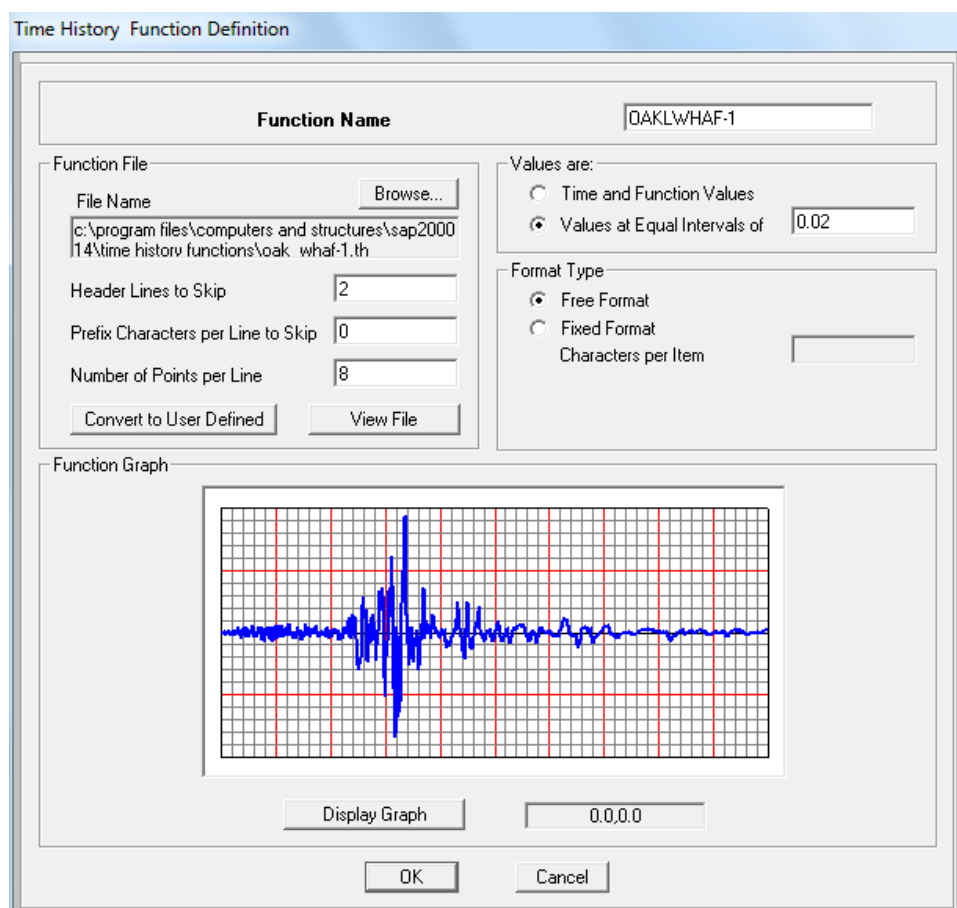 Time History Function Definition
Function Name
OAKLWHAF-1
Function File
File Name
Browse...
c:\program files\computers and structures\sap2000
14\time history functions\oak_whaf-1.th
Header Lines to Skip
2
Prefix Characters per Line to Skip
0
Number of Points per Line
8
Convert to User Defined
View File
Values are:
Time and Function Values
Values at Equal Intervals of
0.02
Format Type
Free Format
Fixed Format
Characters per Item
Function Graph
Display Graph
0.0,0.0
OK
Cancel